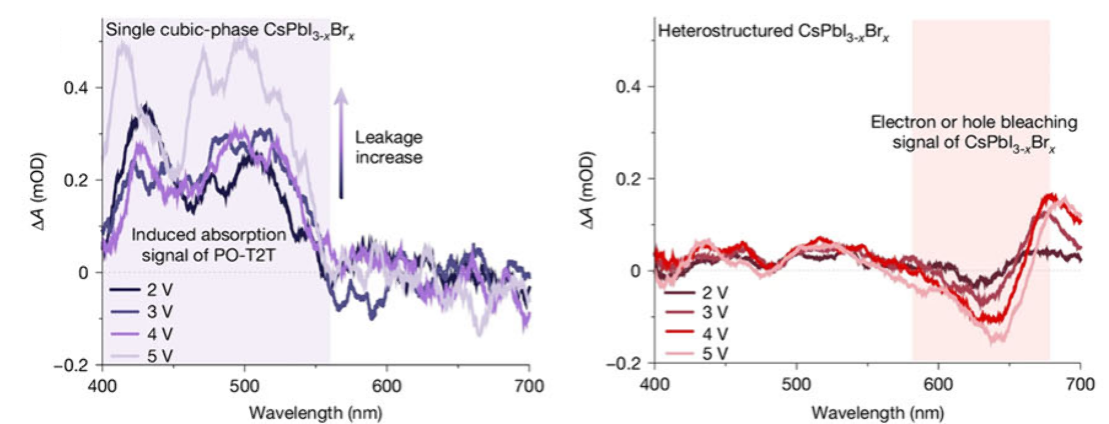 Single cubic-phase CsPbI3-xBrx
ΔA (mOD)
0.4
0.2
0
−0.2
Leakage
increase
Induced absorption
signal of PO-T2T
2 V
3 V
4 V
5 V
400
500
600
700
Wavelength (nm)
Heterostructured CsPbI3-xBrx
ΔA (mOD)
0.4
0.2
0
−0.2
Electron or hole bleaching
signal of CsPbI3-xBrx
2 V
3 V
4 V
5 V
400
500
600
700
Wavelength (nm)